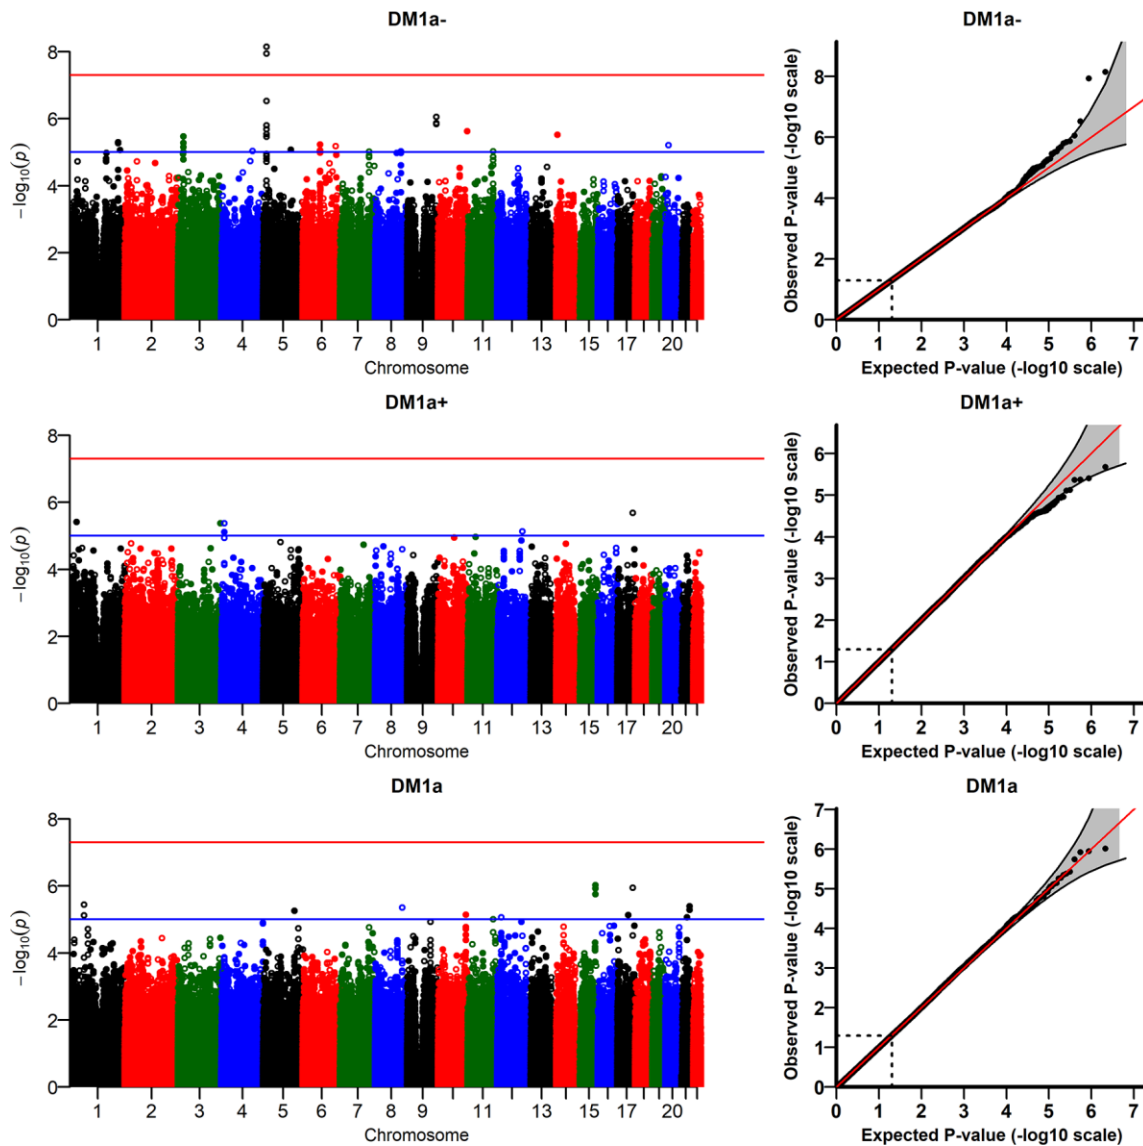 DM1a-
−log10(p)
8
6
4
2
0
1 2 3 4 5 6 7 8 9 11 13 15 17 20
Chromosome
DM1a-
Observed P-value (-log10 scale)
8
6
4
2
0
0 1 2 3 4 5 6 7
Expected P-value (-log10 scale)
DM1a+
−log10(p)
8
6
4
2
0
1 2 3 4 5 6 7 8 9 11 13 15 17 20
Chromosome
DM1a+
Observed P-value (-log10 scale)
6
5
4
3
2
1
0
0 1 2 3 4 5 6 7
Expected P-value (-log10 scale)
DM1a
−log10(p)
8
6
4
2
0
1 2 3 4 5 6 7 8 9 11 13 15 17 20
Chromosome
DM1a
Observed P-value (-log10 scale)
7
6
5
4
3
2
1
0
0 1 2 3 4 5 6 7
Expected P-value (-log10 scale)